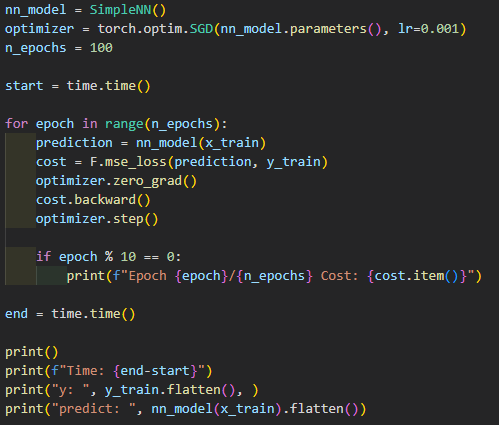 nn_model = SimpleNN()
optimizer = torch.optim.SGD(nn_model.parameters(), lr=0.001)
n_epochs = 100

start = time.time()

for epoch in range(n_epochs):
    prediction = nn_model(x_train)
    cost = F.mse_loss(prediction, y_train)
    optimizer.zero_grad()
    cost.backward()
    optimizer.step()

    if epoch % 10 == 0:
        print(f"Epoch {epoch}/{n_epochs} Cost: {cost.item()}")

end = time.time()

print()
print(f"Time: {end-start}")
print("y: ", y_train.flatten(), )
print("predict: ", nn_model(x_train).flatten())